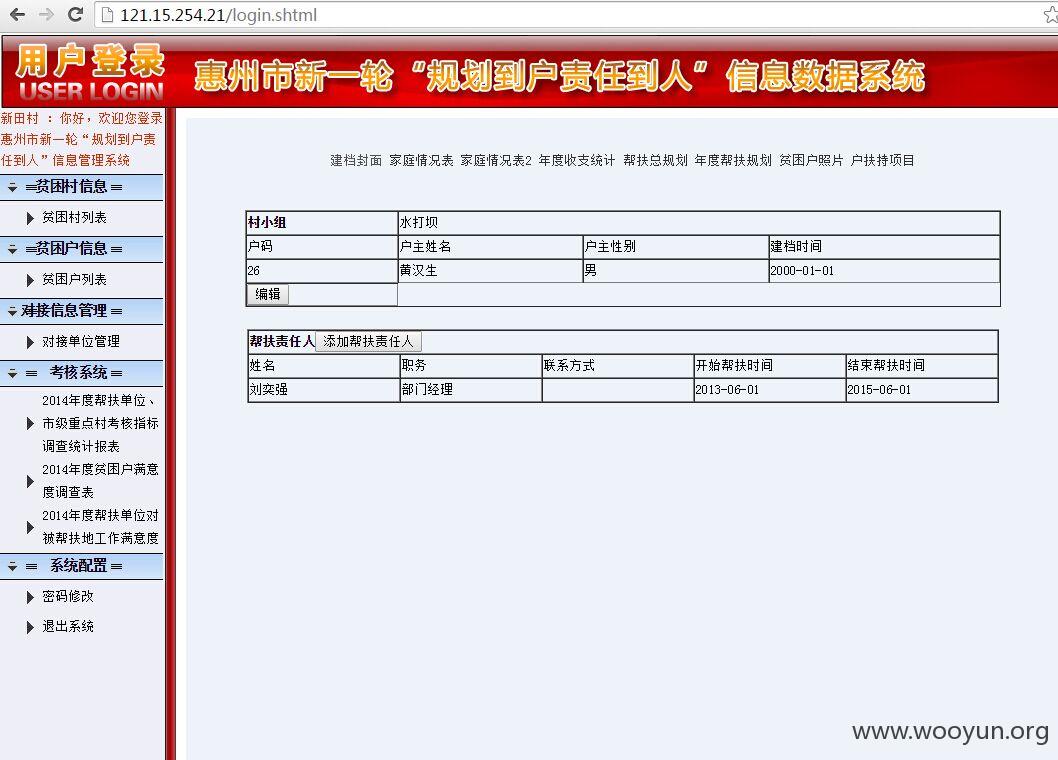 121.15.254.21/login.shtml
用户登录
USER LOGIN
惠州市新一轮“规划到户责任到人”信息数据系统
新田村 ：你好，欢迎您登录
惠州市新一轮“规划到户责
任到人”信息管理系统
贫困村信息
贫困村列表
贫困户信息
贫困户列表
对接信息管理
对接单位管理
考核系统
2014年度帮扶单位、
市级重点村考核指标
调查统计报表
2014年度贫困户满意
度调查表
2014年度帮扶单位对
被帮扶地工作满意度
系统配置
密码修改
退出系统
建档封面 家庭情况表 家庭情况表2 年度收支统计 帮扶总规划 年度帮扶规划 贫困户照片 户扶持项目
村小组 水打坝
户码 户主姓名 户主性别 建档时间
26 黄汉生 男 2000-01-01
编辑
帮扶责任人 添加帮扶责任人
姓名 职务 联系方式 开始帮扶时间 结束帮扶时间
刘奕强 部门经理 2013-06-01 2015-06-01
www.wooyun.org